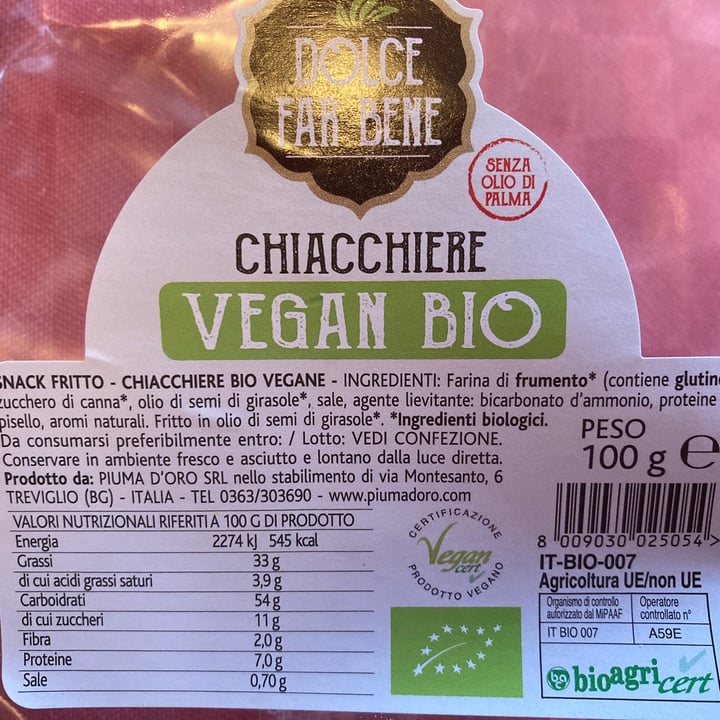 DOLCE
FAR BENE
SENZA
OLIO DI
PALMA
CHIACCHIERE
VEGAN BIO
SNACK FRITTO - CHIACCHIERE BIO VEGANE - INGREDIENTI: Farina di frumento* (contiene glutine
zucchero di canna*, olio di semi di girasole*, sale, agente lievitante: bicarbonato d'ammonio, proteine
pisello, aromi naturali. Fritto in olio di semi di girasole*. *Ingredienti biologici.
Da consumarsi preferibilmente entro: / Lotto: VEDI CONFEZIONE.
Conservare in ambiente fresco e asciutto e lontano dalla luce diretta.
Prodotto da: PIUMA D'ORO SRL nello stabilimento di via Montesanto, 6
TREVIGLIO (BG) - ITALIA - TEL 0363/303690 - www.piumadoro.com
PESO
100 g e
VALORI NUTRIZIONALI RIFERITI A 100 G DI PRODOTTO
Energia 2274 kJ 545 kcal
Grassi 33 g
di cui acidi grassi saturi 3,9 g
Carboidrati 54 g
di cui zuccheri 11 g
Fibra 2,0 g
Proteine 7,0 g
Sale 0,70 g
CERTIFICAZIONE
Vegan
cert
PRODOTTO VEGANO
8 009030 025054 >
IT-BIO-007
Agricoltura UE/non UE
Organismo di controllo autorizzato dal MiPAAF
Operatore controllato n°
IT BIO 007 A59E
bioagricert